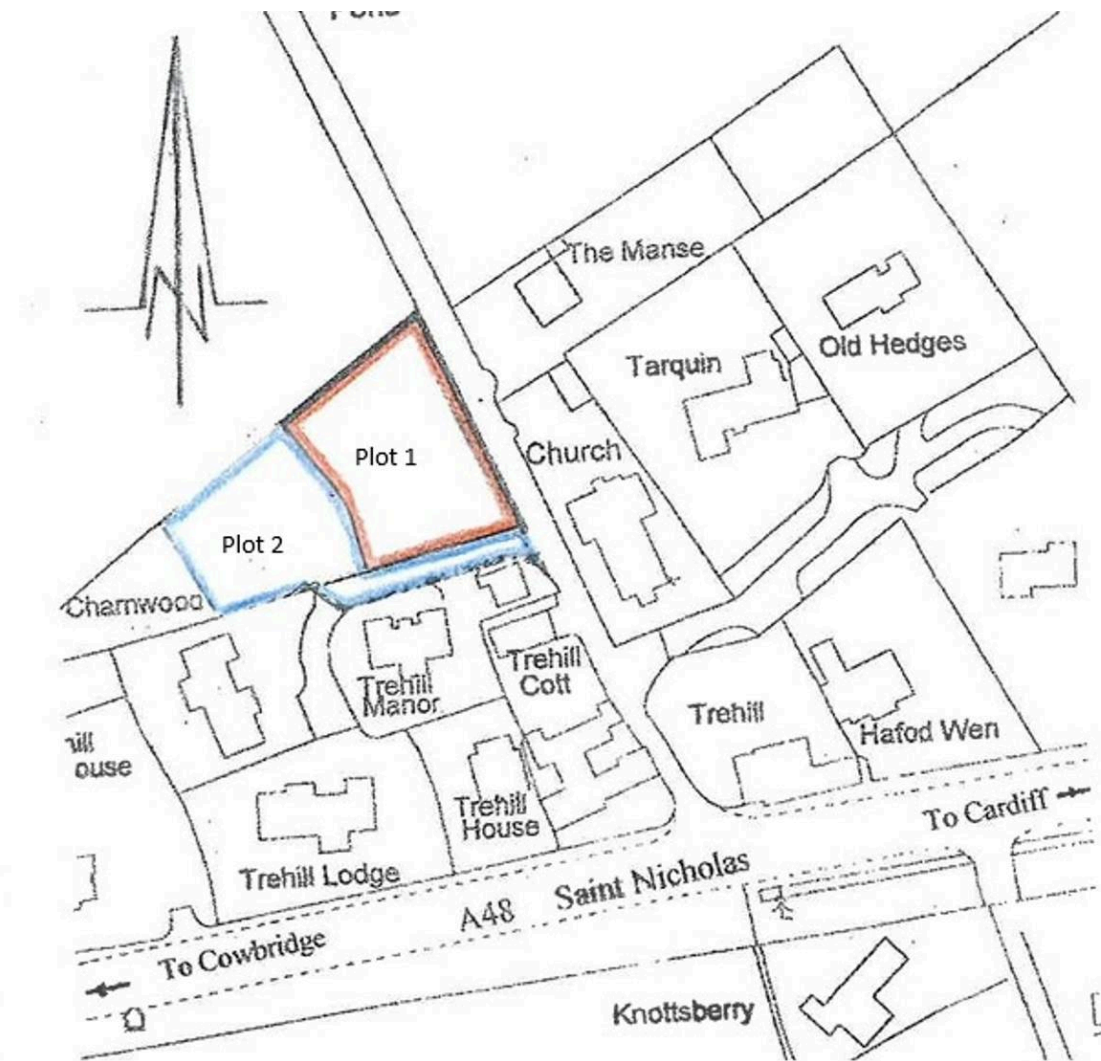 The Manse
Old Hedges
Tarquin
Church
Plot 1
Plot 2
Charnwood
Trehill
Cott
Trehill
Manor
Trehill
Hafod Wen
ouse
Trehill
House
To Cardiff
Trehill Lodge
Saint Nicholas
A48
To Cowbridge
Knottsberry
N